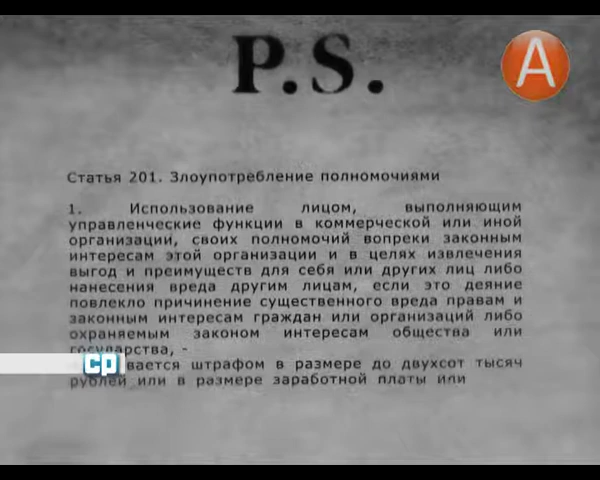 P.S.
A
Статья 201. Злоупотребление полномочиями
1. Использование лицом, выполняющим
управленческие функции в коммерческой или иной
организации, своих полномочий вопреки законным
интересам этой организации и в целях извлечения
выгод и преимуществ для себя или других лиц либо
нанесения вреда другим лицам, если это деяние
повлекло причинение существенного вреда правам и
законным интересам граждан или организаций либо
охраняемым законом интересам общества или
государства, -
ср вается штрафом в размере до двухсот тысяч
рублей или в размере заработной платы или